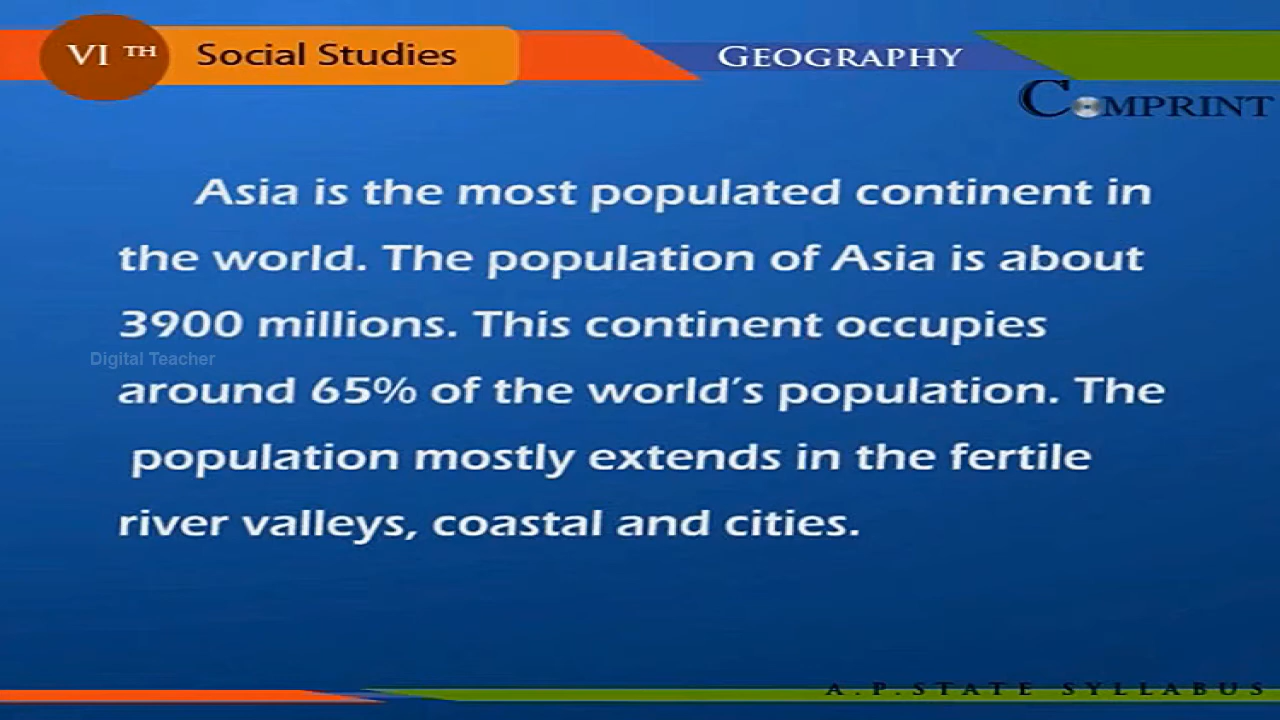 VI TH Social Studies GEOGRAPHY
COMPRINT
Asia is the most populated continent in
the world. The population of Asia is about
3900 millions. This continent occupies
Digital Teacher
around 65% of the world's population. The
population mostly extends in the fertile
river valleys, coastal and cities.
A.P.STATE SYLLABUS